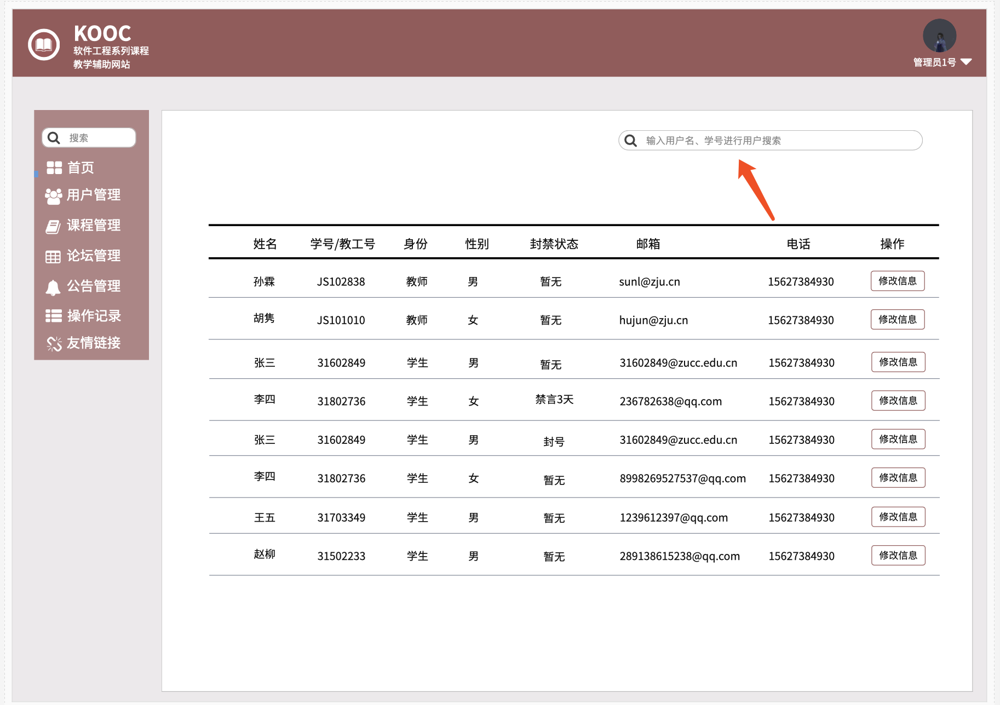 KOOC
软件工程系列课程
教学辅助网站
管理员1号
搜索
首页
用户管理
课程管理
论坛管理
公告管理
操作记录
友情链接
输入用户名、学号进行用户搜索
姓名 学号/教工号 身份 性别 封禁状态 邮箱 电话 操作
孙霖 JS102838 教师 男 暂无 sunl@zju.cn 15627384930 修改信息
胡隽 JS101010 教师 女 暂无 hujun@zju.cn 15627384930 修改信息
张三 31602849 学生 男 暂无 31602849@zucc.edu.cn 15627384930 修改信息
李四 31802736 学生 女 禁言3天 236782638@qq.com 15627384930 修改信息
张三 31602849 学生 男 封号 31602849@zucc.edu.cn 15627384930 修改信息
李四 31802736 学生 女 暂无 8998269527537@qq.com 15627384930 修改信息
王五 31703349 学生 男 暂无 1239612397@qq.com 15627384930 修改信息
赵柳 31502233 学生 男 暂无 289138615238@qq.com 15627384930 修改信息